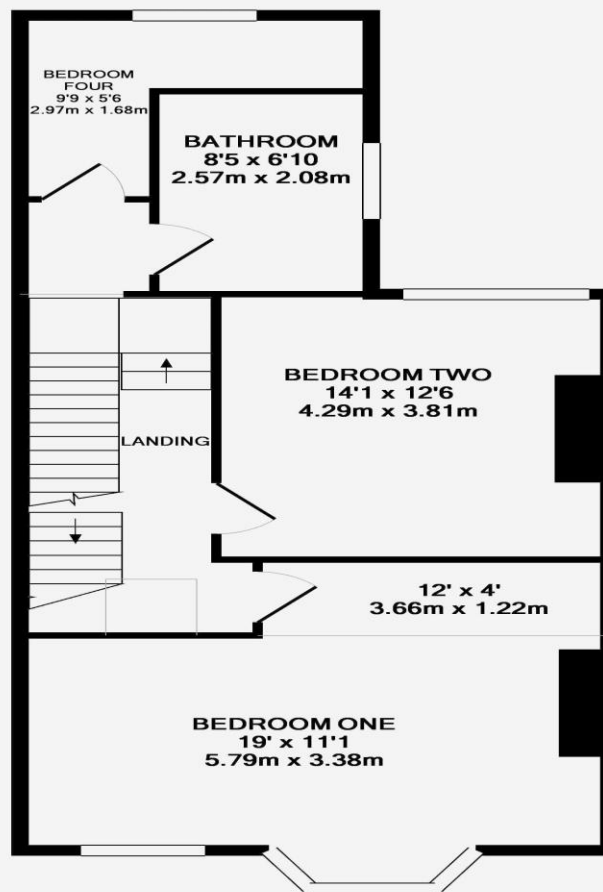 BEDROOM
FOUR
9'9 x 5'6
2.97m x 1.68m
BATHROOM
8'5 x 6'10
2.57m x 2.08m
BEDROOM TWO
14'1 x 12'6
4.29m x 3.81m
LANDING
12' x 4'
3.66m x 1.22m
BEDROOM ONE
19' x 11'1
5.79m x 3.38m